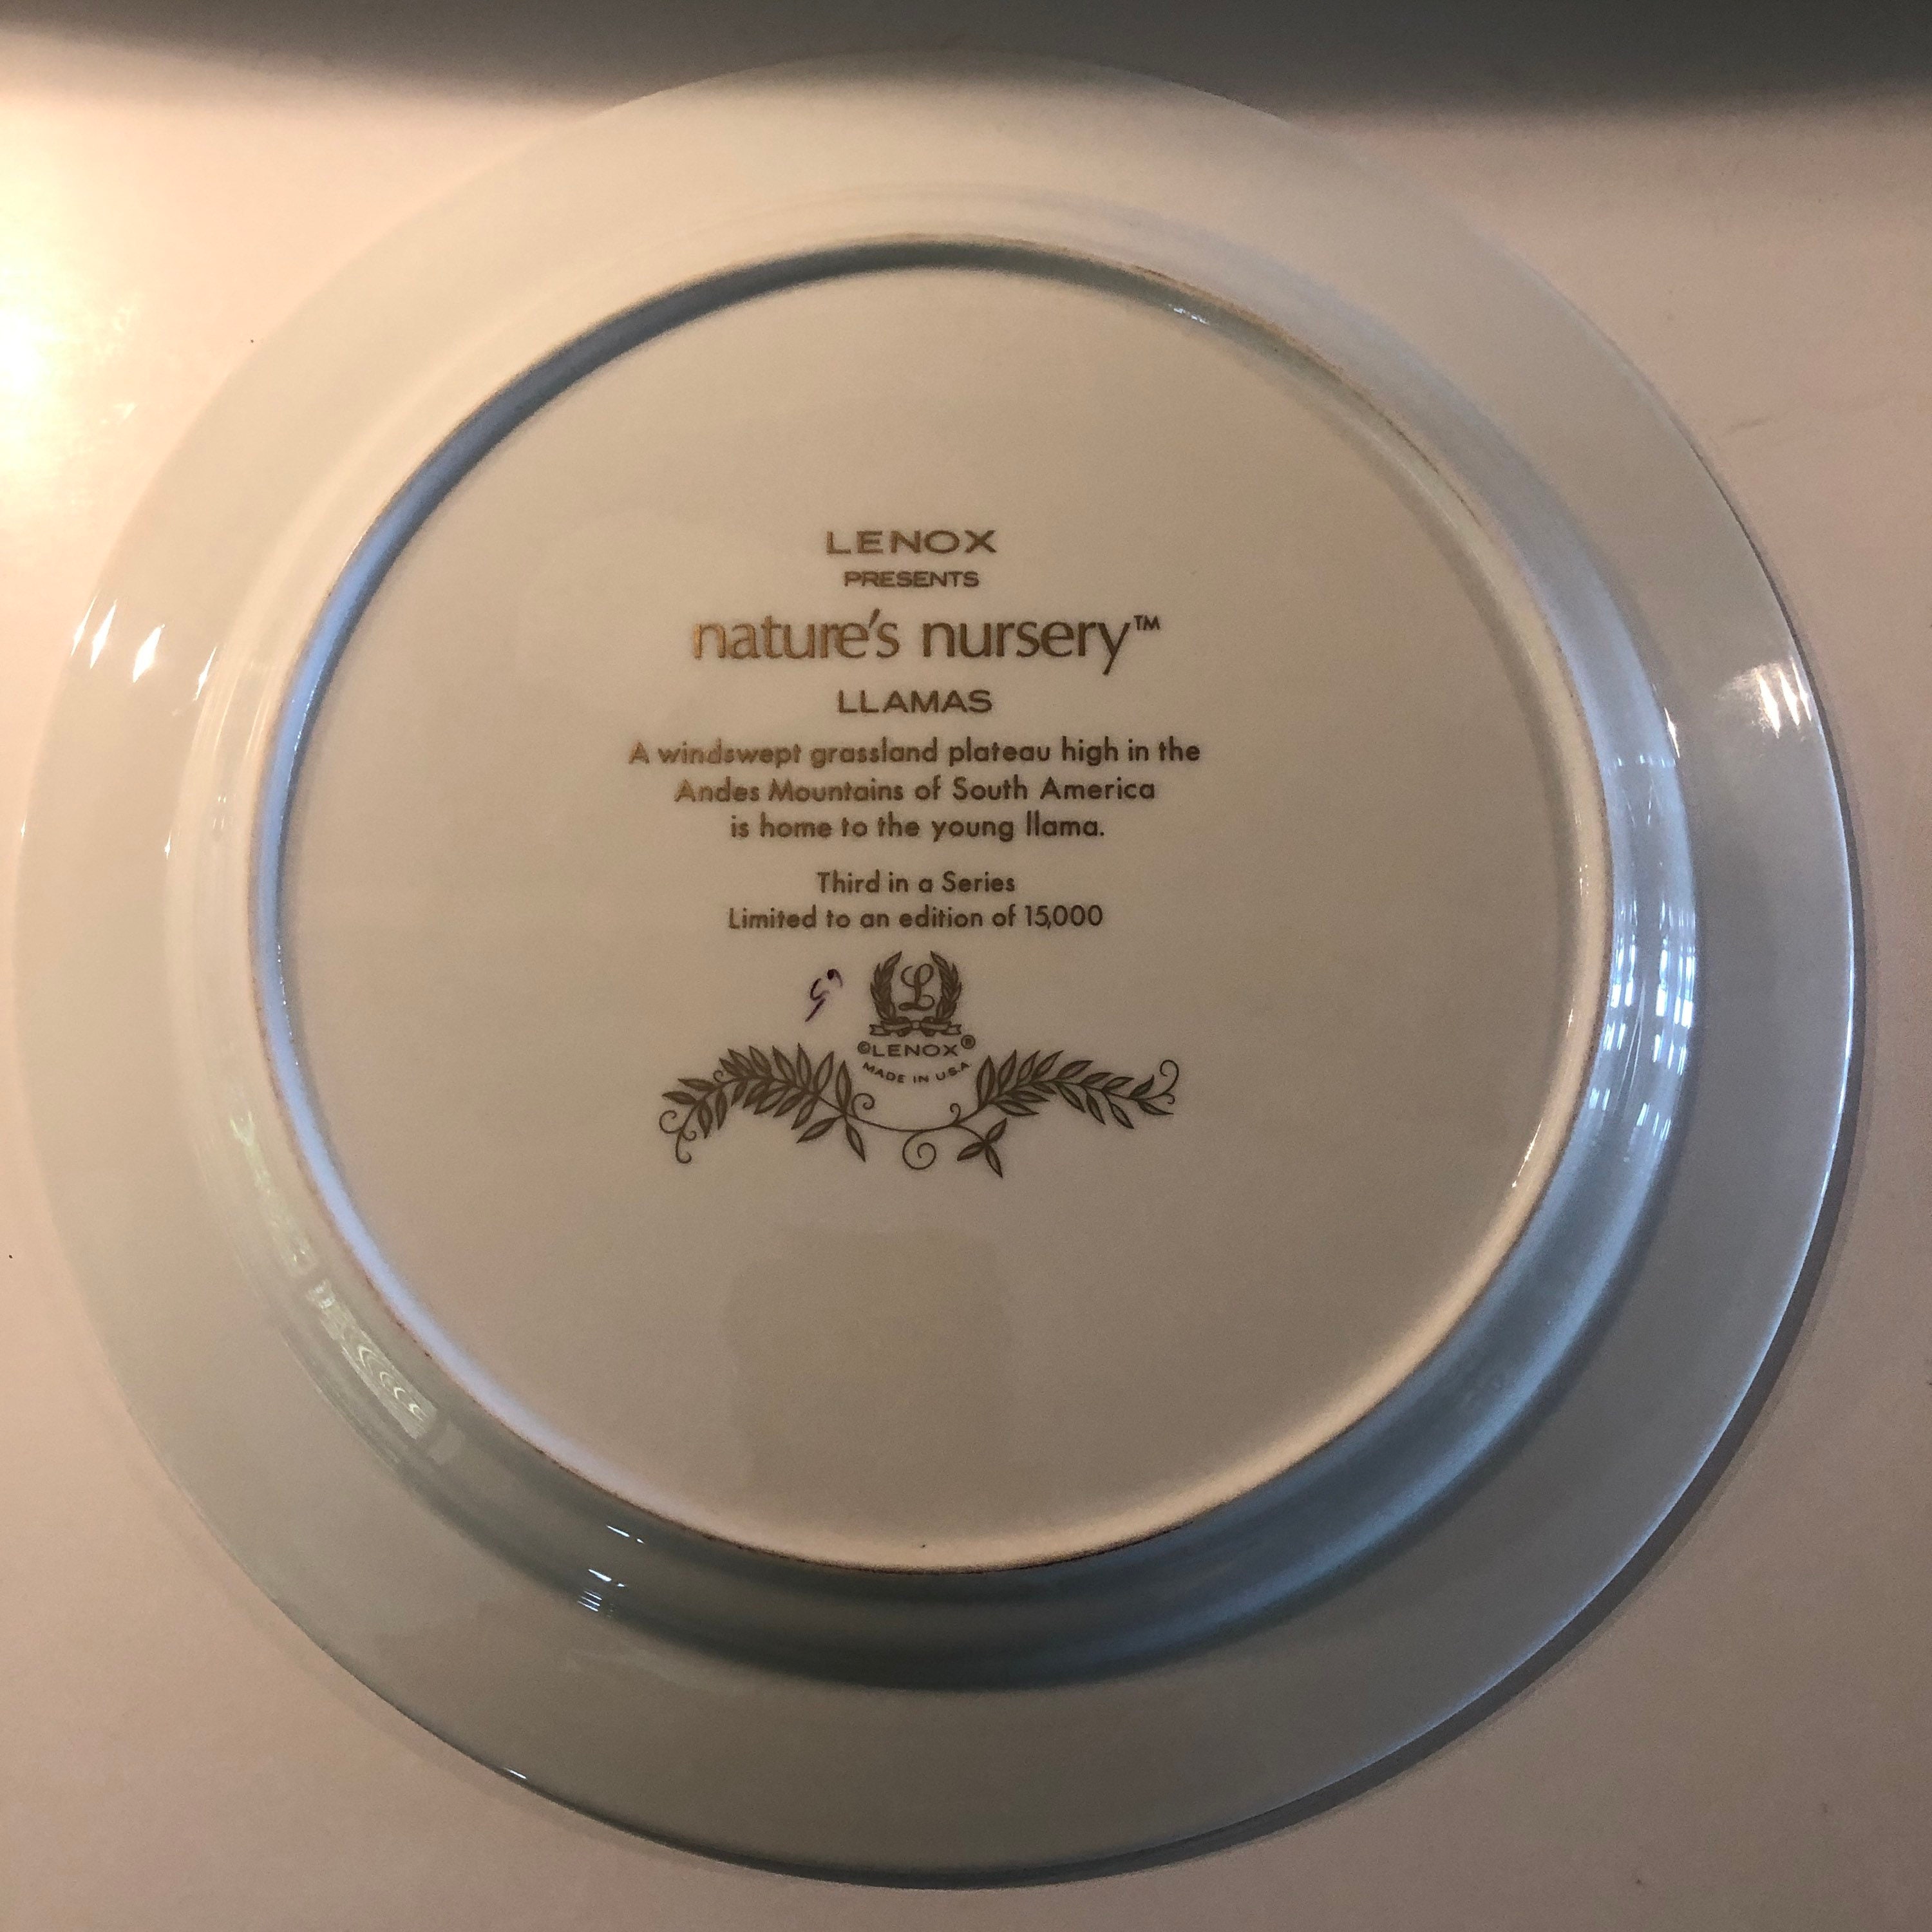 LENOX
PRESENTS
nature's nursery™
LLAMAS
A windswept grassland plateau high in the
Andes Mountains of South America
is home to the young llama.
Third in a Series
Limited to an edition of 15,000
L
©LENOX®
MADE IN U.S.A.